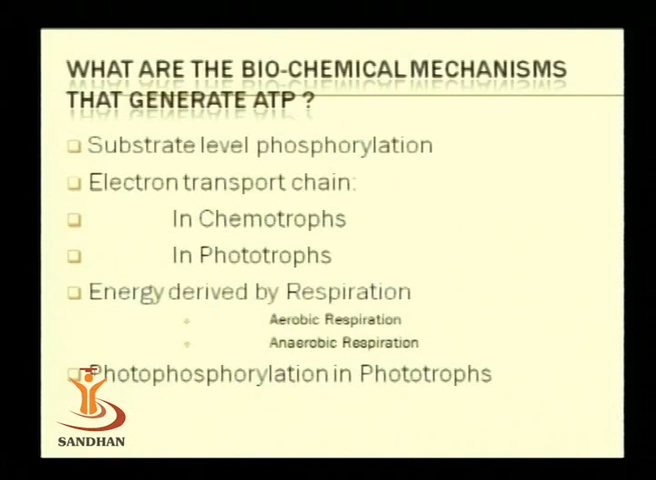 WHAT ARE THE BIO-CHEMICAL MECHANISMS
THAT GENERATE ATP ?
Substrate level phosphorylation
Electron transport chain:
In Chemotrophs
In Phototrophs
Energy derived by Respiration
Aerobic Respiration
Anaerobic Respiration
Photophosphorylation in Phototrophs
SANDHAN